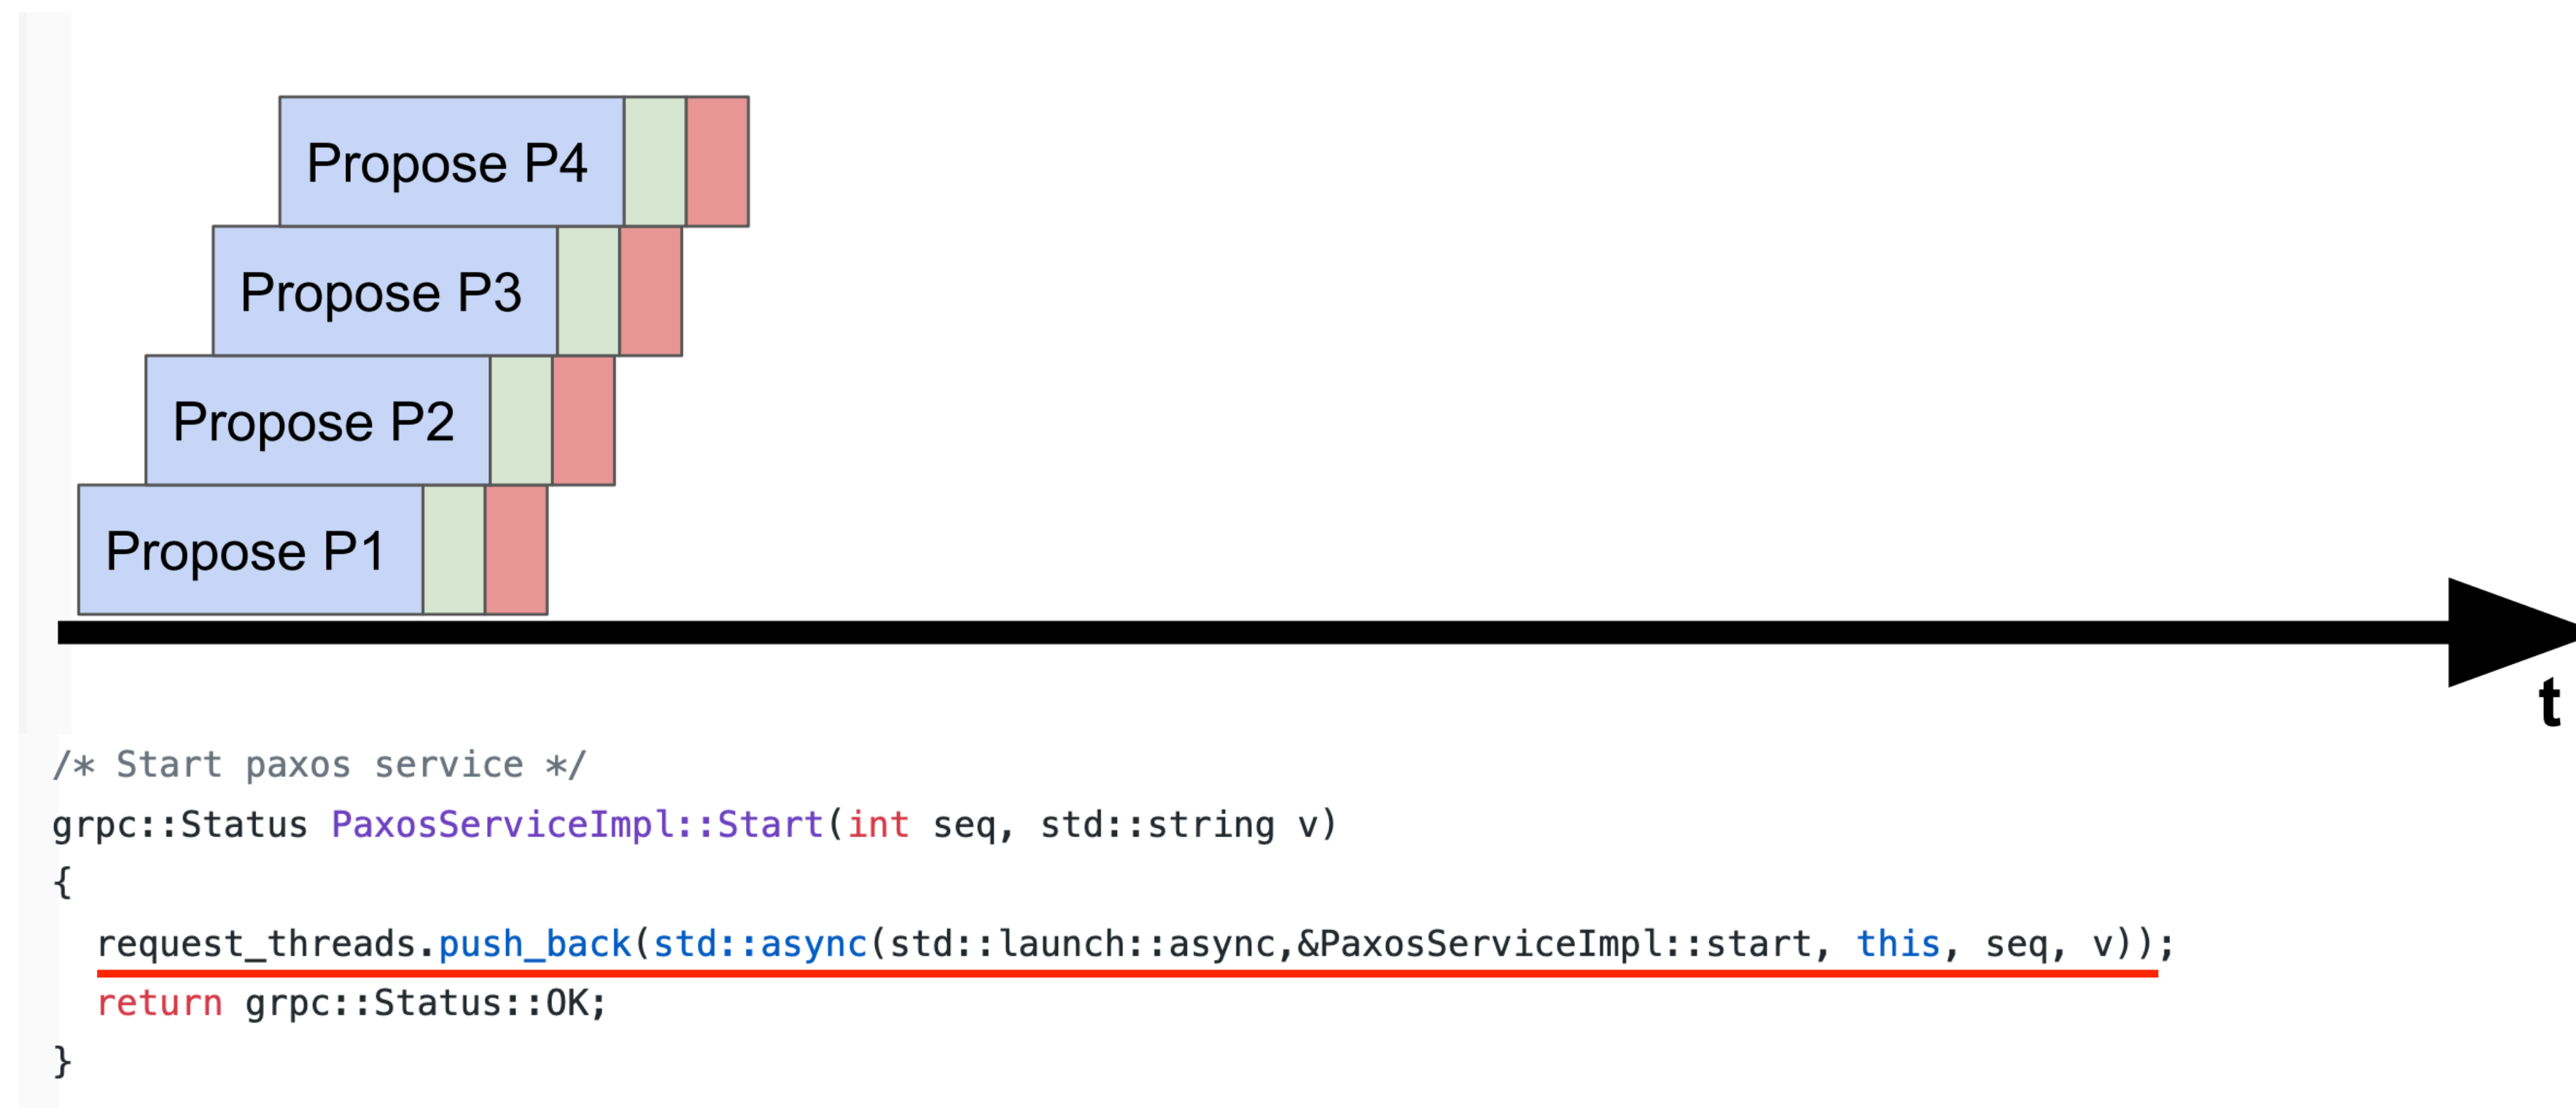 Propose P4
Propose P3
Propose P2
Propose P1
t
/* Start paxos service */
grpc::Status PaxosServiceImpl::Start(int seq, std::string v)
{
request_threads.push_back(std::async(std::launch::async,&PaxosServiceImpl::start, this, seq, v));
return grpc::Status::OK;
}